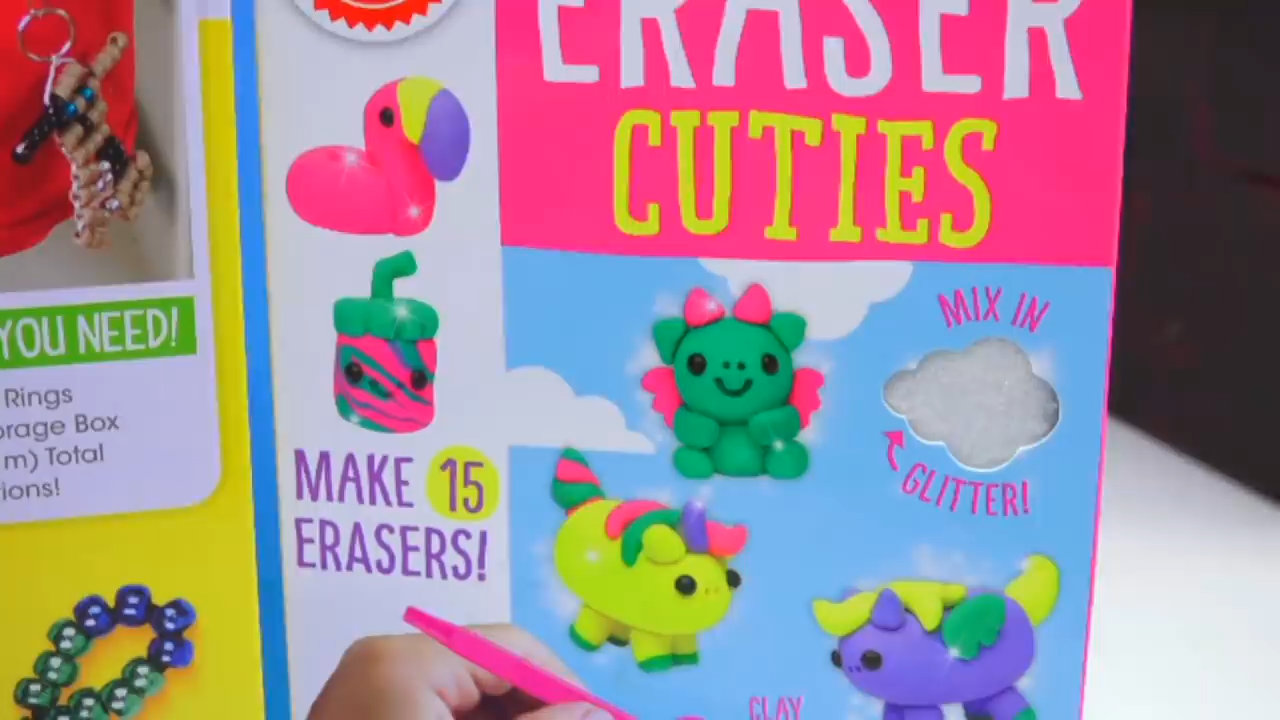 ERASER
CUTIES
MIX IN
GLITTER!
MAKE 15
ERASERS!
CLAY
YOU NEED!
Rings
orage Box
m) Total
ions!